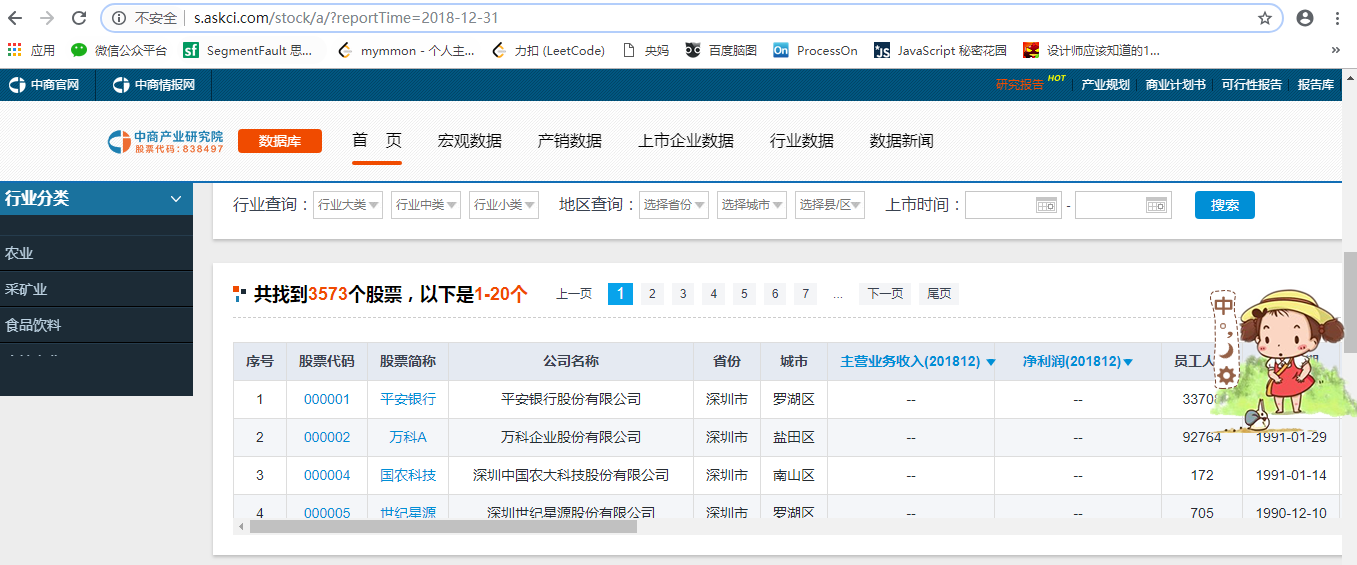 不安全 s.askci.com/stock/a/?reportTime=2018-12-31
应用 微信公众平台 SegmentFault 思... mymmon - 个人主... 力扣 (LeetCode) 央妈 百度脑图 ProcessOn JavaScript 秘密花园 设计师应该知道的1... »
中商官网 中商情报网 研究报告 HOT 产业规划 商业计划书 可行性报告 报告库
中商产业研究院 股票代码:838497 数据库 首 页 宏观数据 产销数据 上市企业数据 行业数据 数据新闻
行业分类
农业
采矿业
食品饮料
行业查询: 行业大类 行业中类 行业小类 地区查询: 选择省份 选择城市 选择县/区 上市时间: - 搜索
共找到3573个股票,以下是1-20个 上一页 1 2 3 4 5 6 7 ... 下一页 尾页
序号 股票代码 股票简称 公司名称 省份 城市 主营业务收入(201812) 净利润(201812) 员工人
1 000001 平安银行 平安银行股份有限公司 深圳市 罗湖区 -- --
2 000002 万科A 万科企业股份有限公司 深圳市 盐田区 -- -- 92764 1991-01-29
3 000004 国农科技 深圳中国农大科技股份有限公司 深圳市 南山区 -- -- 172 1991-01-14
4 000005 世纪星源 深圳世纪星源股份有限公司 深圳市 罗湖区 -- -- 705 1990-12-10
中